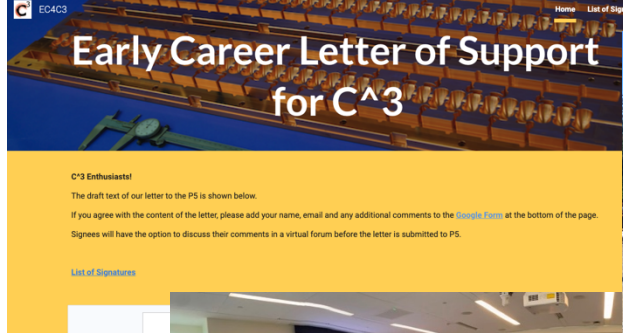 C3 EC4C3 Home List of
Early Career Letter of Support
for C^3
C^3 Enthusiasts!
The draft text of our letter to the P5 is shown below.
If you agree with the content of the letter, please add your name, email and any additional comments to the Google Form at the bottom of the page.
Signees will have the option to discuss their comments in a virtual forum before the letter is submitted to P5.
List of Signatures